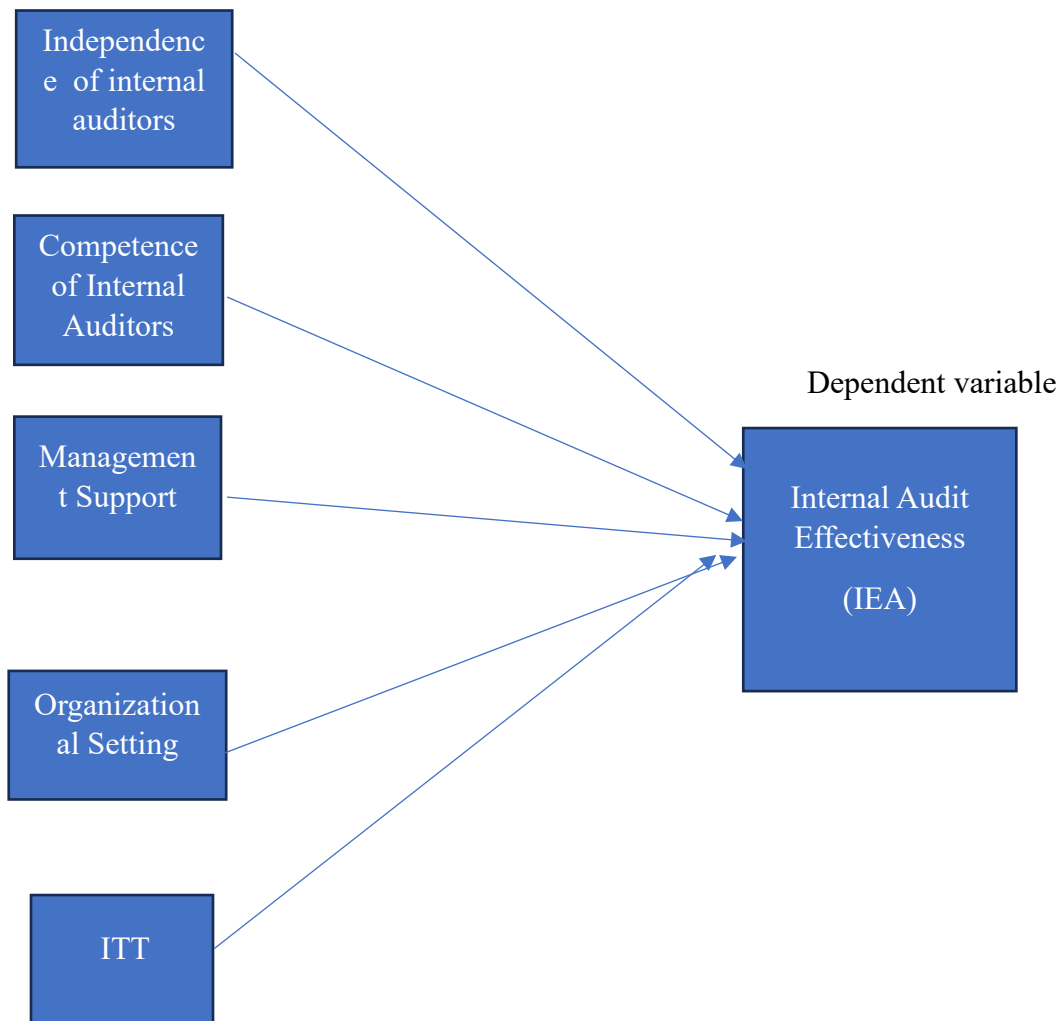 Independenc
e of internal
auditors
Competence
of Internal
Auditors
Managemen
t Support
Organization
al Setting
ITT
Dependent variable
Internal Audit
Effectiveness
(IEA)